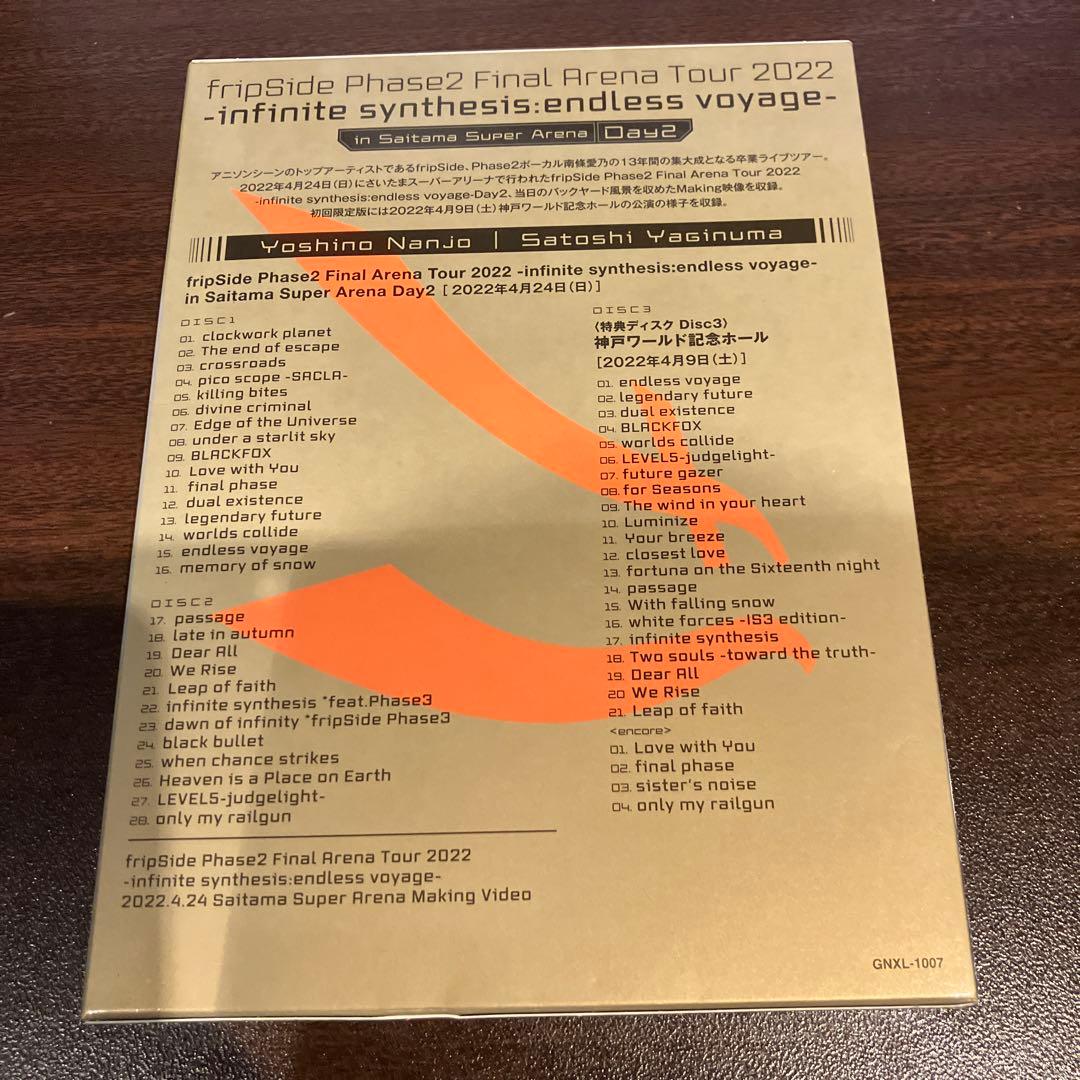 fripSide Phase2 Final Arena Tour 2022
-infinite synthesis:endless voyage-
in Saitama Super Arena Day2
アニソンシーンのトップアーティストであるfripSide、Phase2ボーカル南條愛乃の13年間の集大成となる卒業ライブツアー。
2022年4月24日(日)にさいたまスーパーアリーナで行われたfripSide Phase2 Final Arena Tour 2022
-infinite synthesis:endless voyage-Day2、当日のバックヤード風景を収めたMaking映像を収録。
初回限定版には2022年4月9日(土)神戸ワールド記念ホールの公演の様子を収録。
Yoshino Nanjo | Satoshi Yaginuma
fripSide Phase2 Final Arena Tour 2022 -infinite synthesis:endless voyage-
in Saitama Super Arena Day2 [2022年4月24日(日)]
DISC1
01. clockwork planet
02. The end of escape
03. crossroads
04. pico scope -SACLA-
05. killing bites
06. divine criminal
07. Edge of the Universe
08. under a starlit sky
09. BLACKFOX
10. Love with You
11. final phase
12. dual existence
13. legendary future
14. worlds collide
15. endless voyage
16. memory of snow
DISC2
17. passage
18. late in autumn
19. Dear All
20. We Rise
21. Leap of faith
22. infinite synthesis *feat.Phase3
23. dawn of infinity *fripSide Phase3
24. black bullet
25. when chance strikes
26. Heaven is a Place on Earth
27. LEVEL5-judgelight-
28. only my railgun
fripSide Phase2 Final Arena Tour 2022
-infinite synthesis:endless voyage-
2022.4.24 Saitama Super Arena Making Video
DISC3
〈特典ディスク Disc3〉
神戸ワールド記念ホール
[2022年4月9日(土)]
01. endless voyage
02. legendary future
03. dual existence
04. BLACKFOX
05. worlds collide
06. LEVEL5-judgelight-
07. future gazer
08. for Seasons
09. The wind in your heart
10. Luminize
11. Your breeze
12. closest love
13. fortuna on the Sixteenth night
14. passage
15. With falling snow
16. white forces -IS3 edition-
17. infinite synthesis
18. Two souls -toward the truth-
19. Dear All
20 We Rise
21. Leap of faith
<encore>
01. Love with You
02. final phase
03. sister's noise
04. only my railgun
GNXL-1007